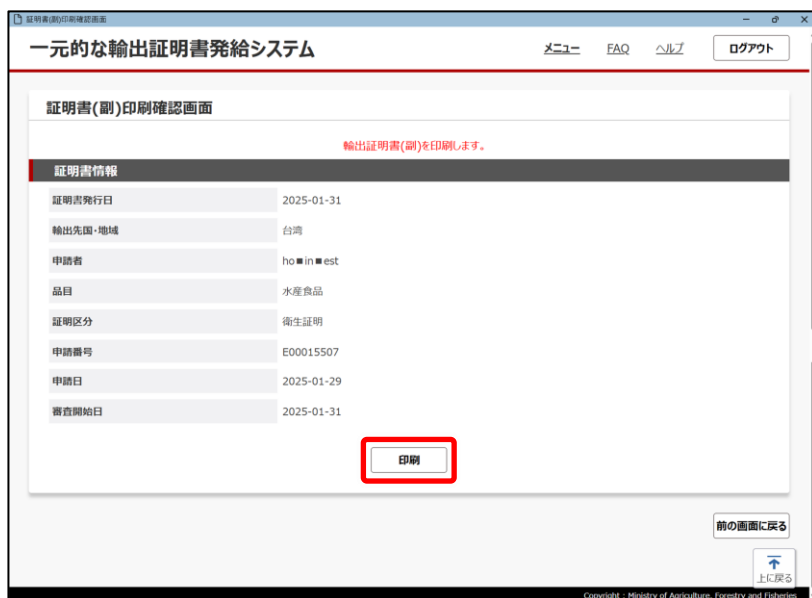 証明書(副)印刷確認画面
一元的な輸出証明書発給システム
メニュー FAQ ヘルプ ログアウト
証明書(副)印刷確認画面
輸出証明書(副)を印刷します。
証明書情報
証明書発行日 2025-01-31
輸出先国・地域 台湾
申請者 ho■in■est
品目 水産食品
証明区分 衛生証明
申請番号 E00015507
申請日 2025-01-29
審査開始日 2025-01-31
印刷
前の画面に戻る
上に戻る
Copyright : Ministry of Agriculture, Forestry and Fisheries